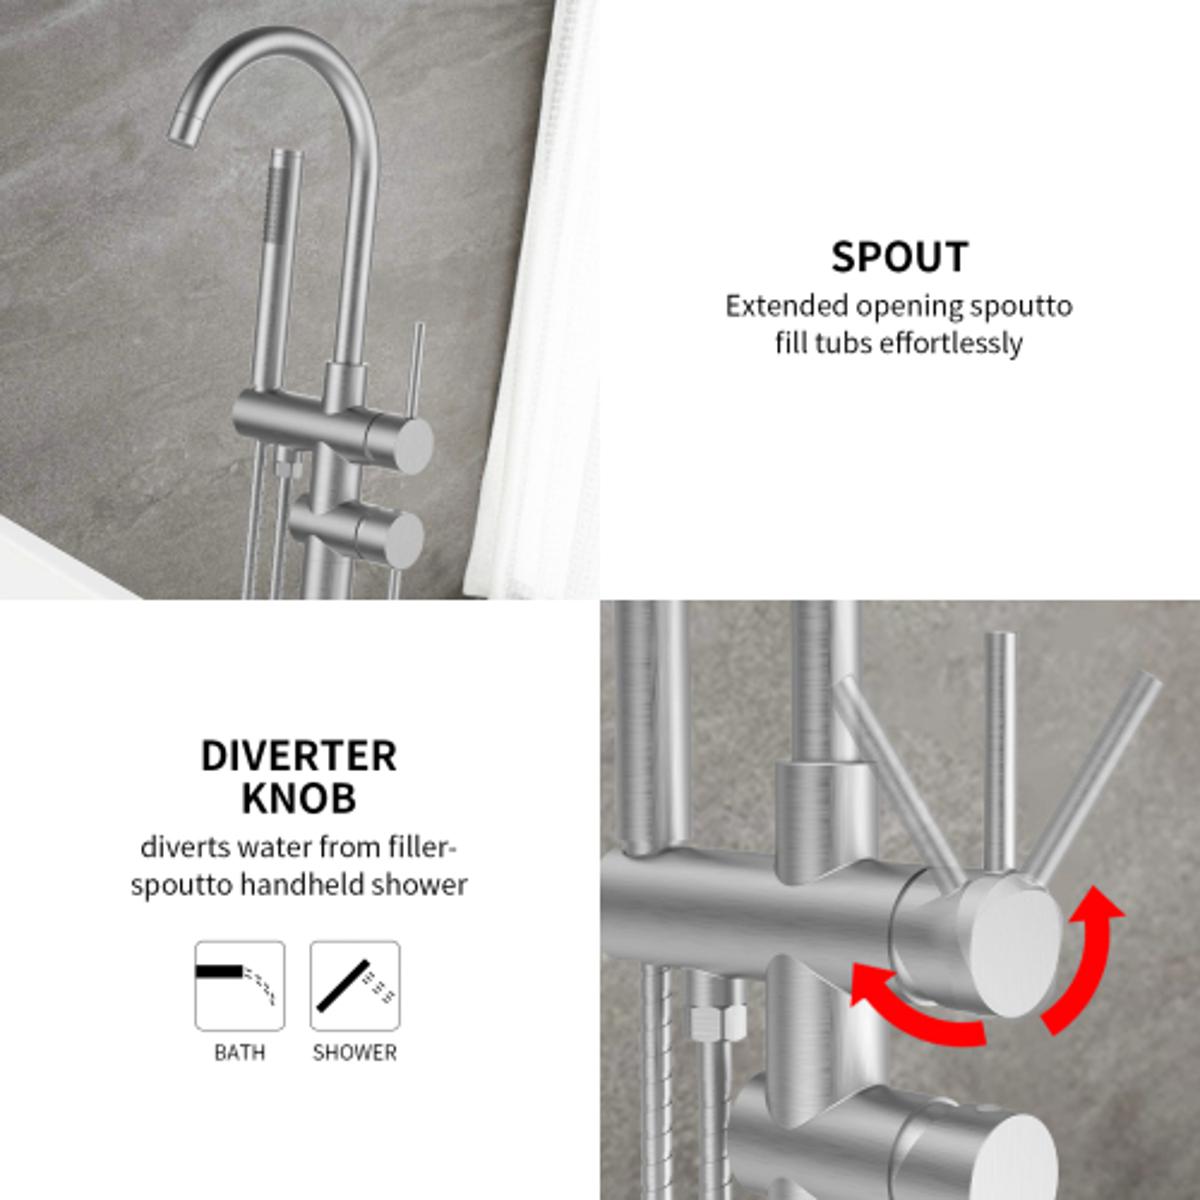 SPOUT
Extended opening spoutto
fill tubs effortlessly
DIVERTER
KNOB
diverts water from filler-
spoutto handheld shower
BATH
SHOWER